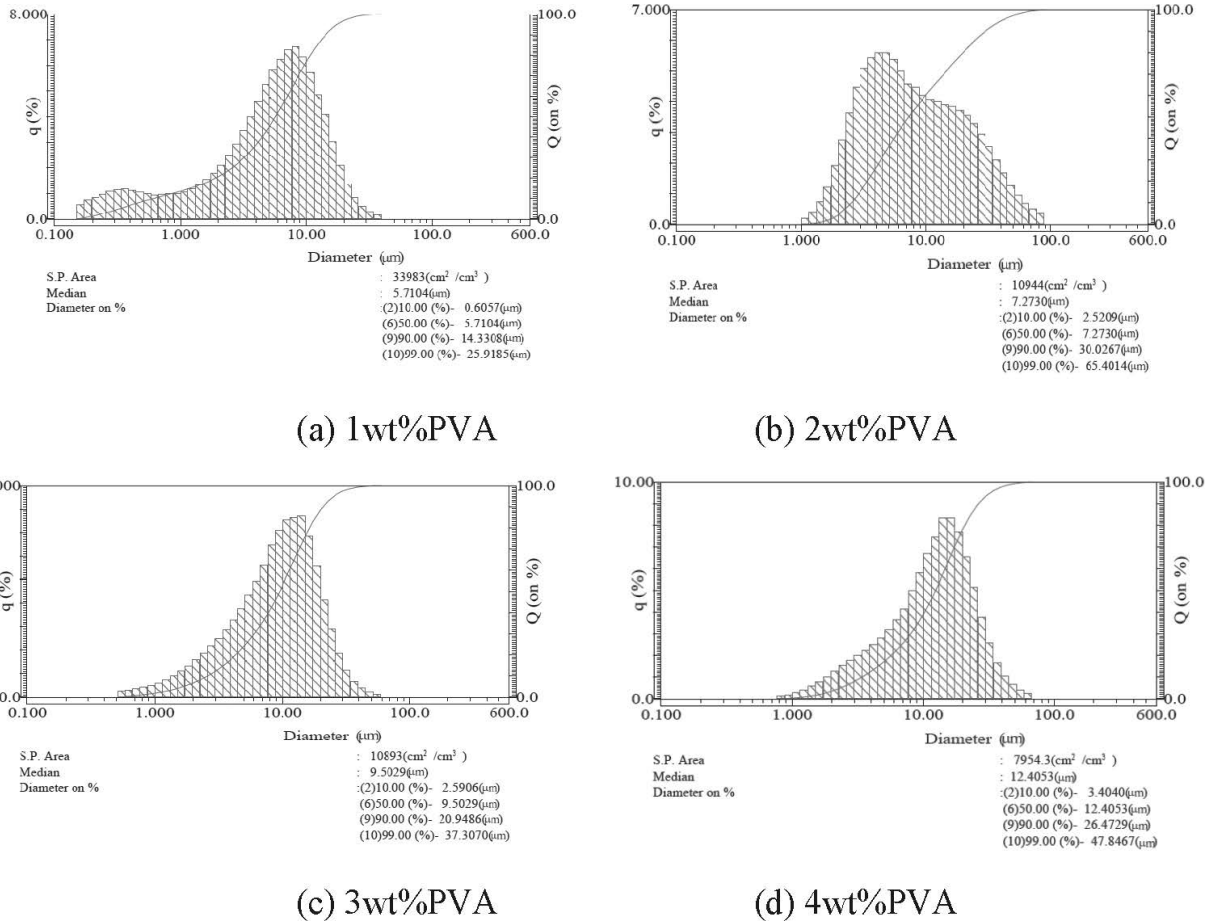 8.000
100.0
q (%)
Q (on %)
0.0
0.0
0.100
1.000
10.00
100.0
600.0
Diameter (μm)
S.P. Area : 33983(cm² /cm³ )
Median : 5.7104(μm)
Diameter on % :(2)10.00 (%)- 0.6057(μm)
(6)50.00 (%)- 5.7104(μm)
(9)90.00 (%)- 14.3308(μm)
(10)99.00 (%)- 25.9185(μm)
(a) 1wt%PVA
7.000
100.0
q (%)
Q (on %)
0.0
0.0
0.100
1.000
10.00
100.0
600.0
Diameter (μm)
S.P. Area : 10944(cm² /cm³ )
Median : 7.2730(μm)
Diameter on % :(2)10.00 (%)- 2.5209(μm)
(6)50.00 (%)- 7.2730(μm)
(9)90.00 (%)- 30.0267(μm)
(10)99.00 (%)- 65.4014(μm)
(b) 2wt%PVA
000
100.0
q (%)
Q (on %)
0.0
0.0
0.100
1.000
10.00
100.0
600.0
Diameter (μm)
S.P. Area : 10893(cm² /cm³ )
Median : 9.5029(μm)
Diameter on % :(2)10.00 (%)- 2.5906(μm)
(6)50.00 (%)- 9.5029(μm)
(9)90.00 (%)- 20.9486(μm)
(10)99.00 (%)- 37.3070(μm)
(c) 3wt%PVA
10.00
100.0
q (%)
Q (on %)
0.0
0.0
0.100
1.000
10.00
100.0
600.0
Diameter (μm)
S.P. Area : 7954.3(cm² /cm³ )
Median : 12.4053(μm)
Diameter on % :(2)10.00 (%)- 3.4040(μm)
(6)50.00 (%)- 12.4053(μm)
(9)90.00 (%)- 26.4729(μm)
(10)99.00 (%)- 47.8467(μm)
(d) 4wt%PVA